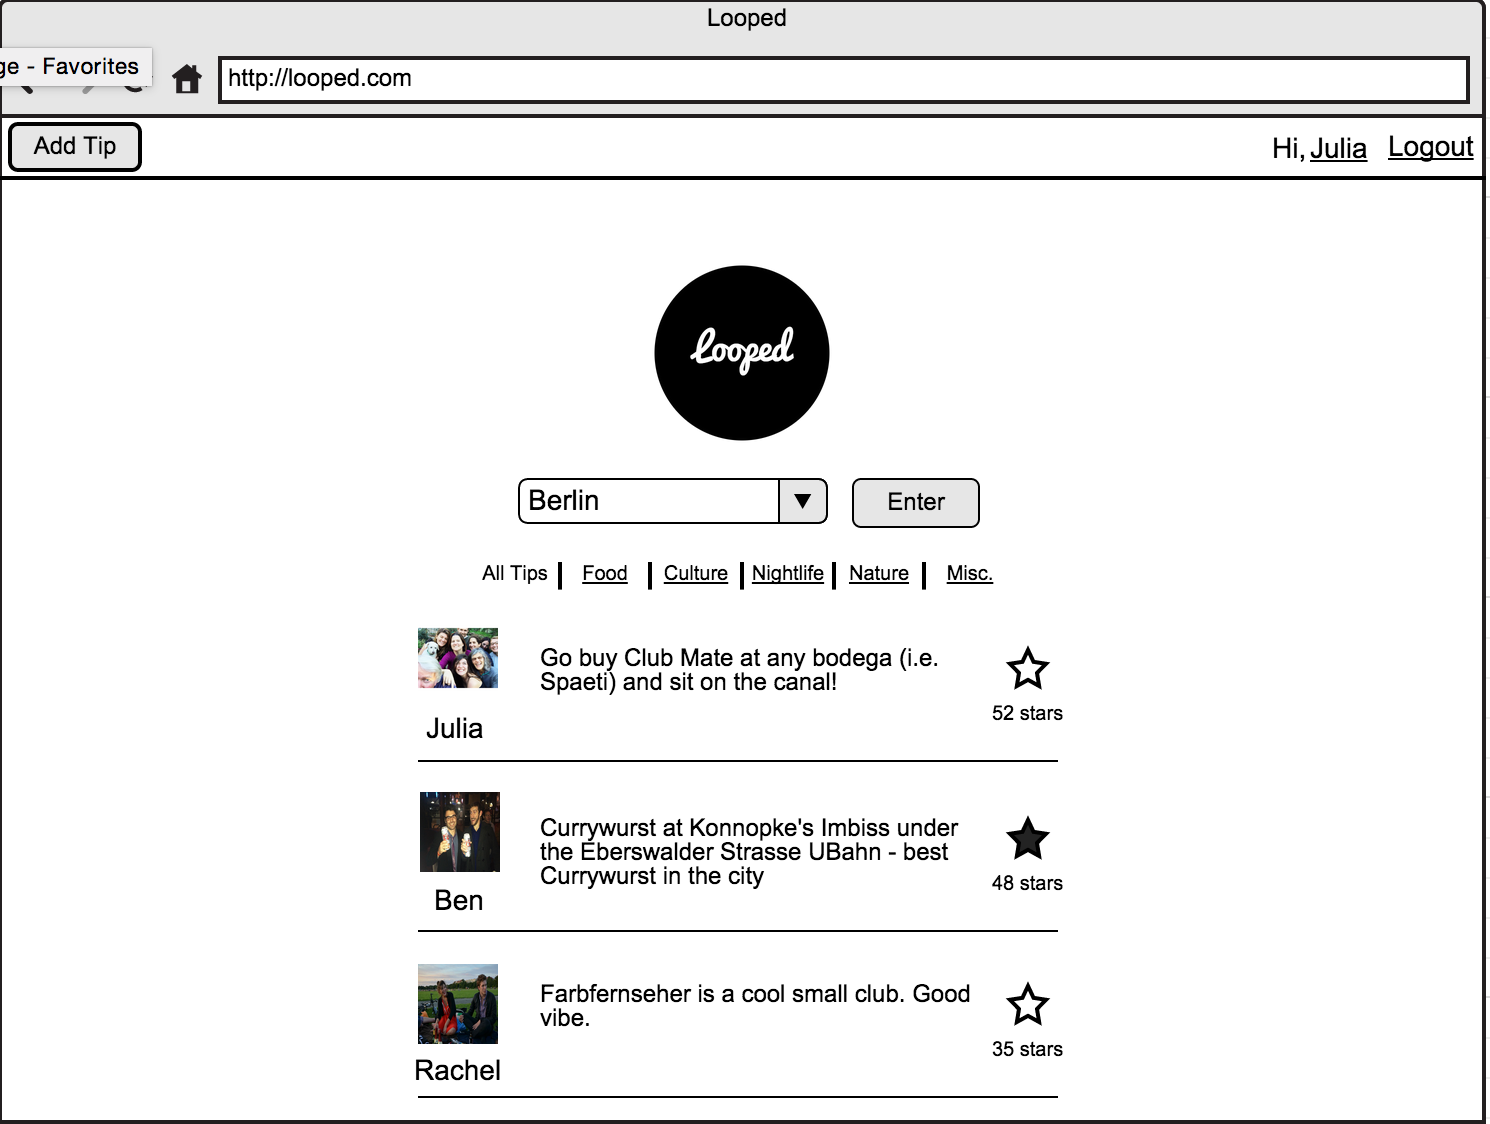 Looped
ge - Favorites
http://looped.com
Add Tip
Hi, Julia Logout
Looped
Berlin
Enter
All Tips Food Culture Nightlife Nature Misc.
Go buy Club Mate at any bodega (i.e.
Spaeti) and sit on the canal!
52 stars
Julia
Currywurst at Konnopke's Imbiss under
the Eberswalder Strasse UBahn - best
Currywurst in the city
48 stars
Ben
Farbfernseher is a cool small club. Good
vibe.
35 stars
Rachel